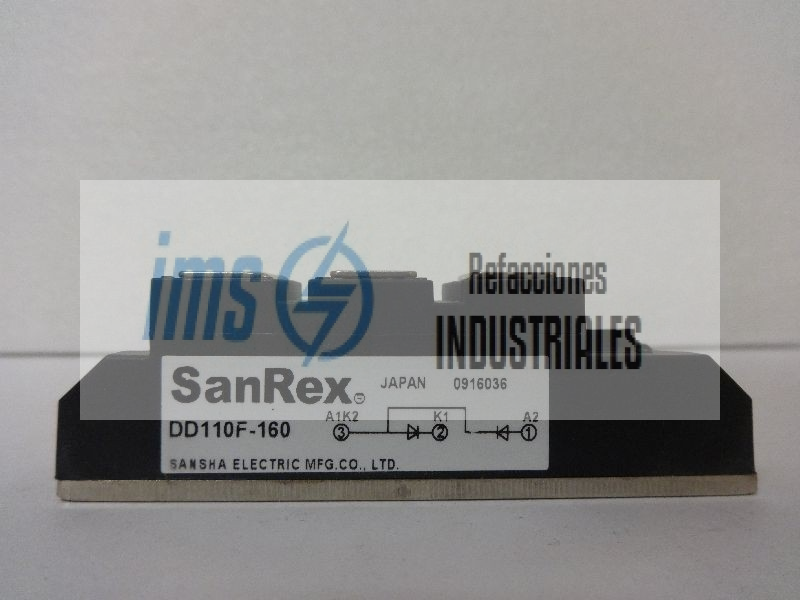 ims
Refacciones
INDUSTRIALES
SanRex JAPAN 0916036
DD110F-160
A1K2 K1 A2
3 2 1
SANSHA ELECTRIC MFG.CO., LTD.